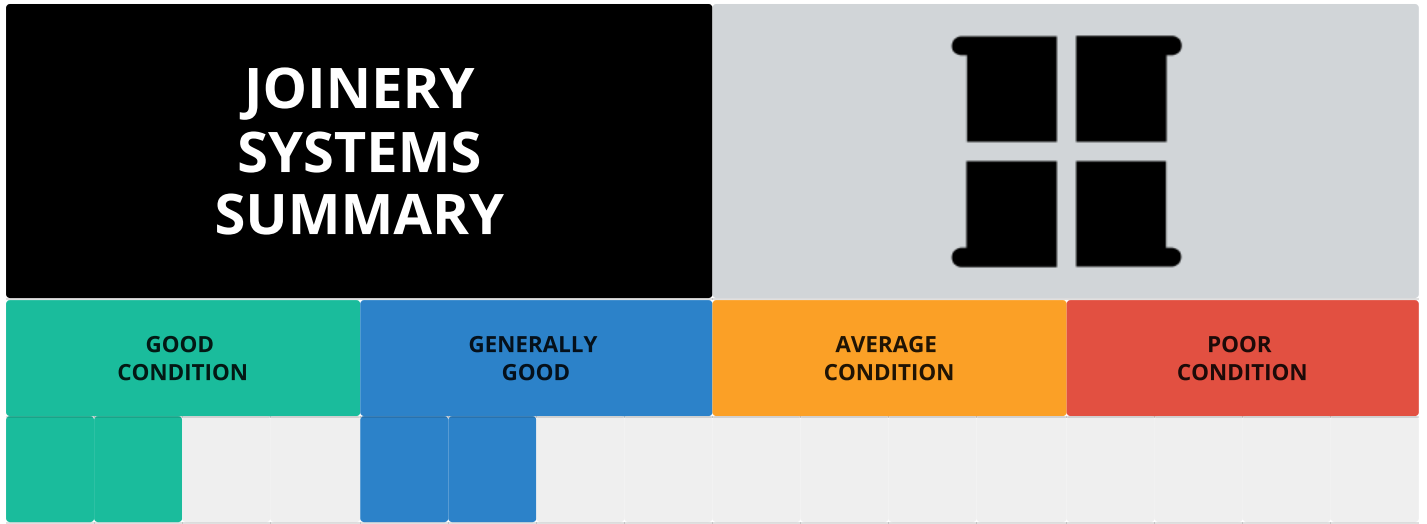 JOINERY
SYSTEMS
SUMMARY
GOOD
CONDITION
GENERALLY
GOOD
AVERAGE
CONDITION
POOR
CONDITION